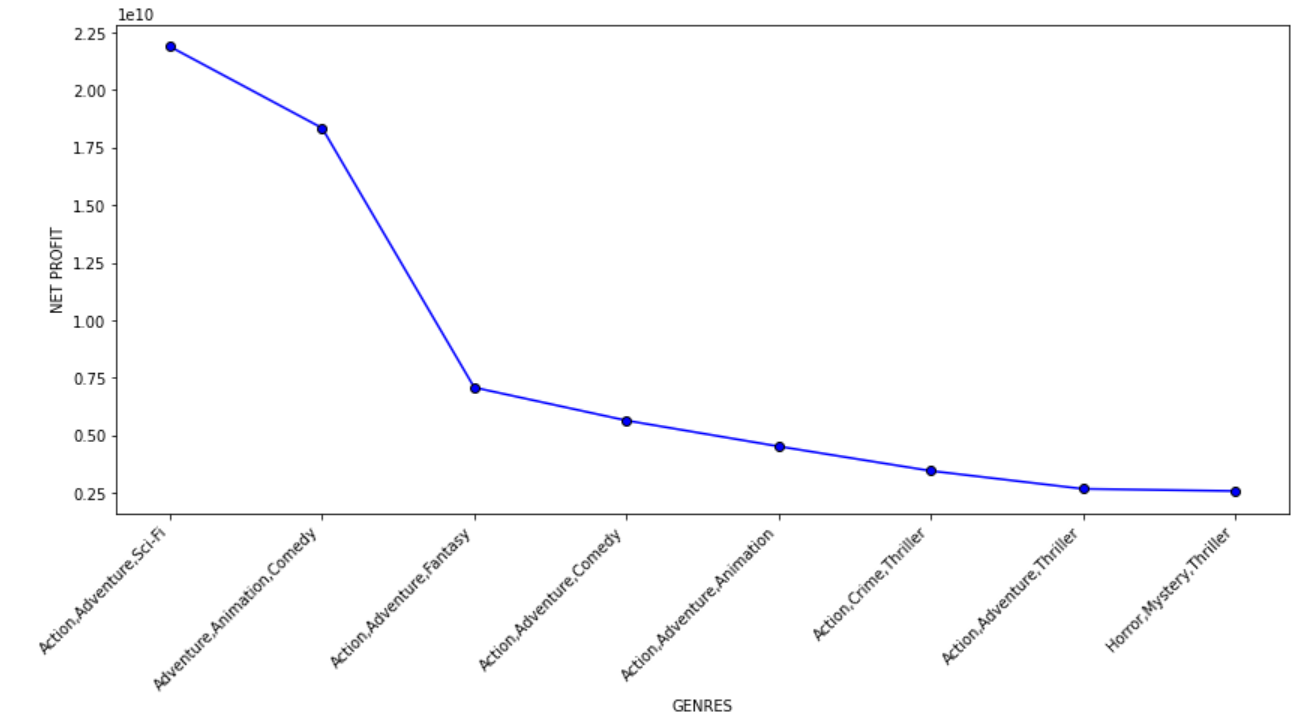 1e10
2.25
2.00
1.75
1.50
1.25
1.00
0.75
0.50
0.25
NET PROFIT
Action,Adventure,Sci-Fi
Adventure,Animation,Comedy
Action,Adventure,Fantasy
Action,Adventure,Comedy
Action,Adventure,Animation
Action,Crime,Thriller
Action,Adventure,Thriller
Horror,Mystery,Thriller
GENRES